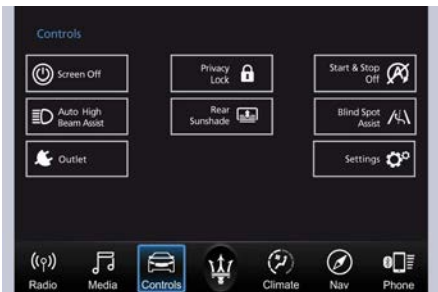 Controls
Screen Off
Privacy
Lock
Start & Stop
Off
Auto High
Beam Assist
Rear
Sunshade
Blind Spot
Assist
Outlet
Settings
Radio
Media
Controls
Climate
Nav
Phone